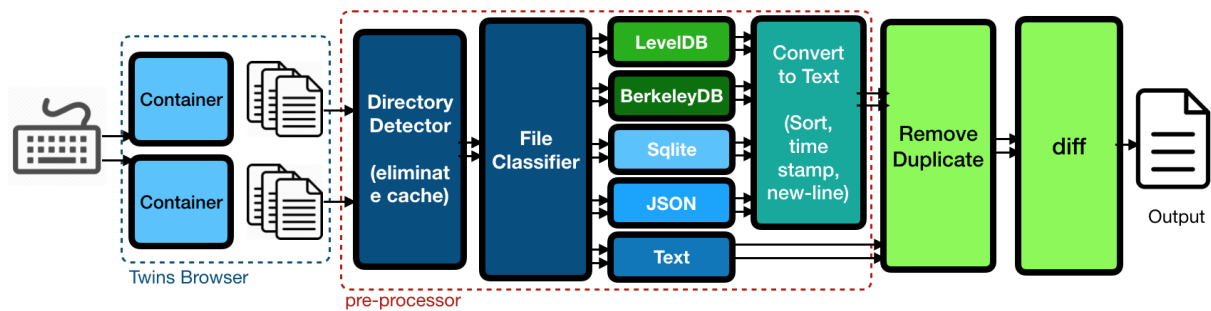 Container
Container
Twins Browser
Directory
Detector
(eliminat
e cache)
File
Classifier
LevelDB
BerkeleyDB
Sqlite
JSON
Text
Convert
to Text
(Sort,
time
stamp,
new-line)
pre-processor
Remove
Duplicate
diff
Output